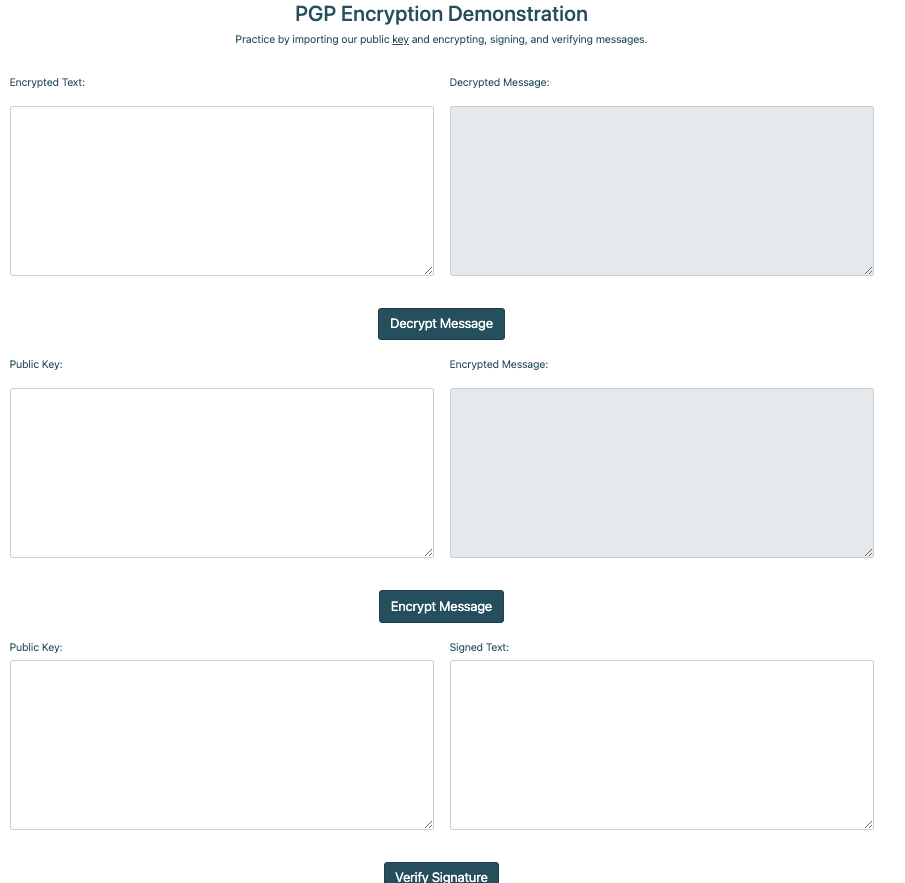 PGP Encryption Demonstration
Practice by importing our public key and encrypting, signing, and verifying messages.
Encrypted Text:
Decrypted Message:
Decrypt Message
Public Key:
Encrypted Message:
Encrypt Message
Public Key:
Signed Text:
Verify Signature